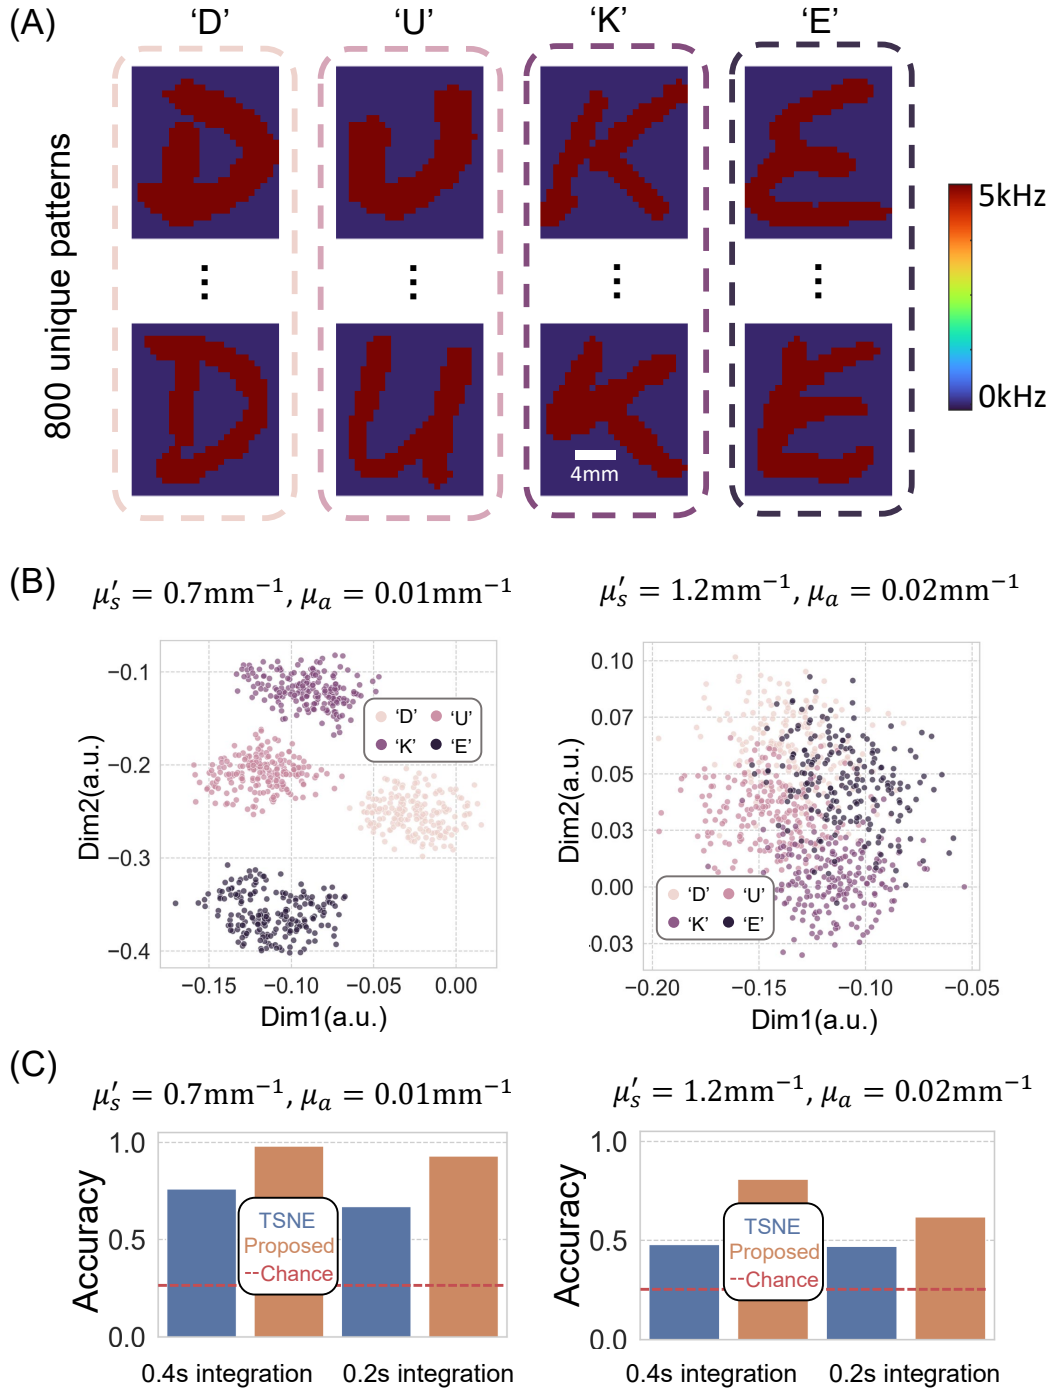 (A)
‘D’ ‘U’ ‘K’ ‘E’
800 unique patterns
5kHz
0kHz
4mm
(B)
μ′s = 0.7mm⁻¹, μa = 0.01mm⁻¹
Dim2(a.u.)
−0.1
−0.2
−0.3
−0.4
‘D’ ‘U’
‘K’ ‘E’
−0.15 −0.10 −0.05 0.00
Dim1(a.u.)
μ′s = 1.2mm⁻¹, μa = 0.02mm⁻¹
Dim2(a.u.)
0.10
0.07
0.05
0.03
0.00
0.03
‘D’ ‘U’
‘K’ ‘E’
−0.20 −0.15 −0.10 −0.05
Dim1(a.u.)
(C)
μ′s = 0.7mm⁻¹, μa = 0.01mm⁻¹
Accuracy
1.0
0.5
0.0
TSNE
Proposed
--Chance
0.4s integration 0.2s integration
μ′s = 1.2mm⁻¹, μa = 0.02mm⁻¹
Accuracy
1.0
0.5
0.0
TSNE
Proposed
--Chance
0.4s integration 0.2s integration